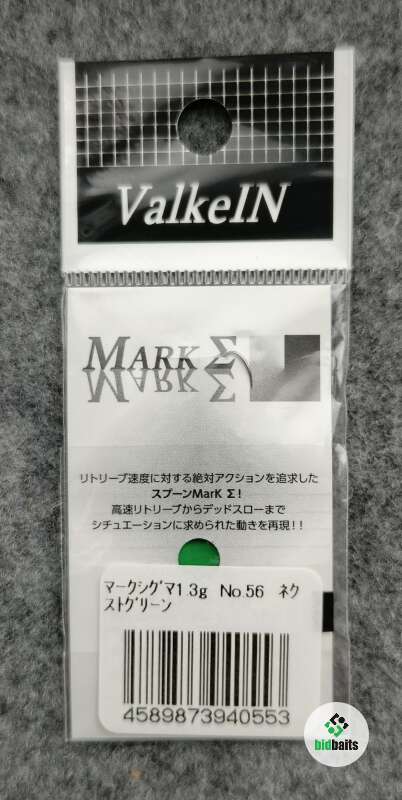 ValkeIN
MARK Σ
MARK Σ
リトリーブ速度に対する絶対アクションを追求した
スプーンMarK Σ!
高速リトリーブからデッドスローまで
シチュエーションに求められた動きを再現!!
マークシグマ1.3g No.56 ネク
ストグリーン
4589873940553
bidbaits